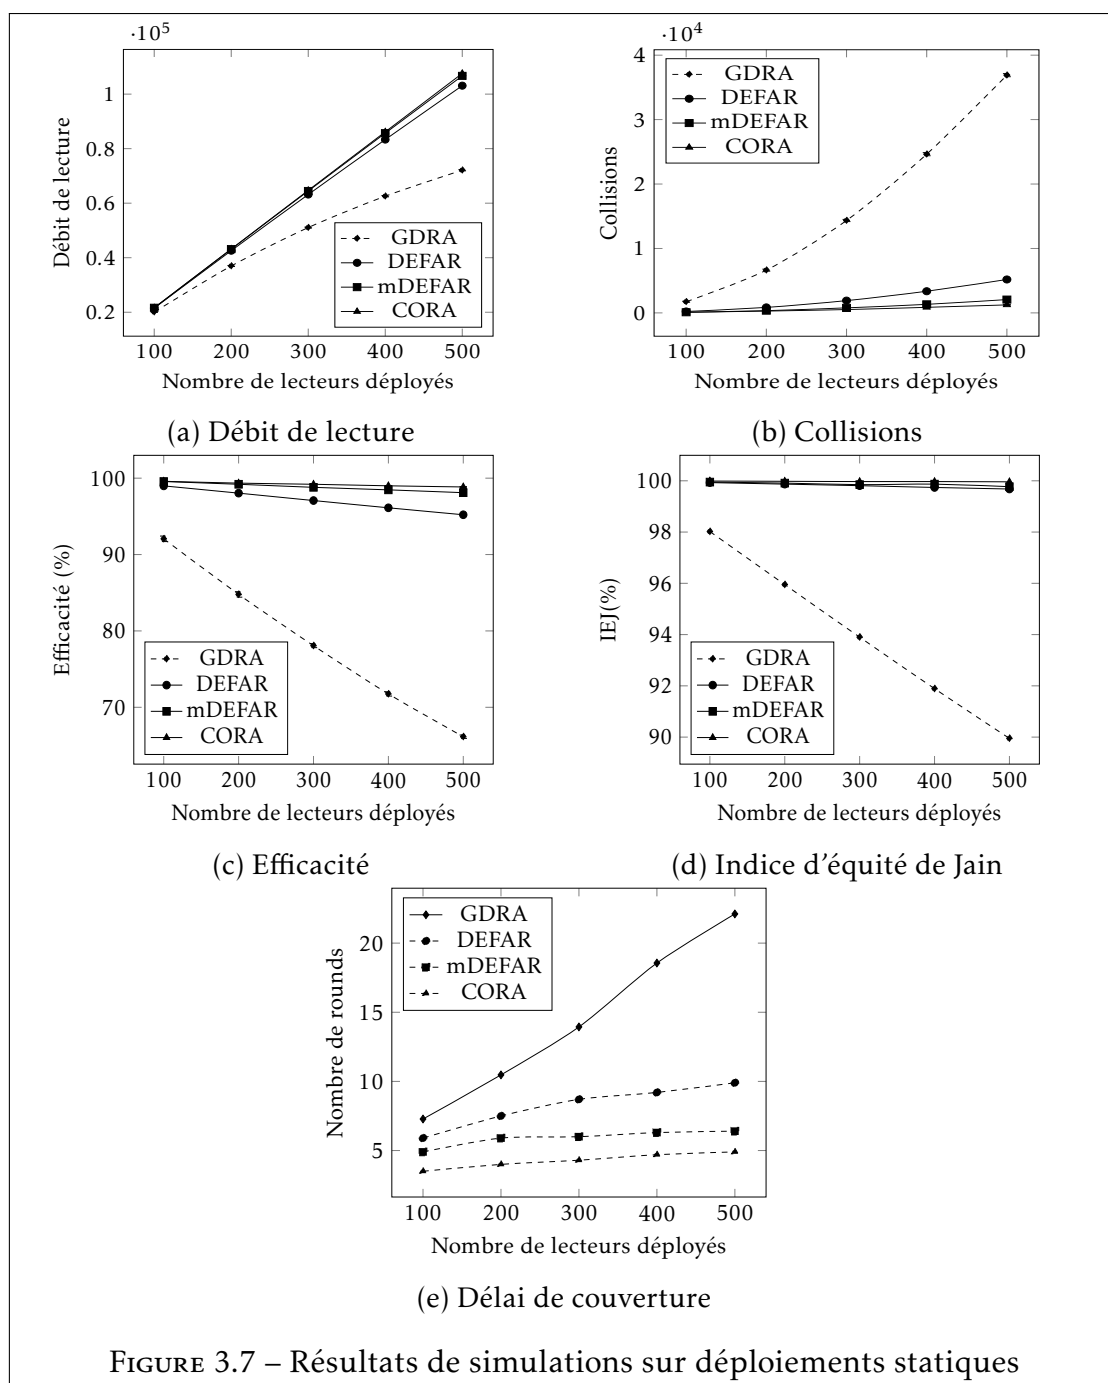 ·10⁵
1
0.8
0.6
0.4
0.2
100 200 300 400 500
Débit de lecture
Nombre de lecteurs déployés
GDRA
DEFAR
mDEFAR
CORA
(a) Débit de lecture
·10⁴
4
3
2
1
0
100 200 300 400 500
Collisions
Nombre de lecteurs déployés
GDRA
DEFAR
mDEFAR
CORA
(b) Collisions
100
90
80
70
100 200 300 400 500
Efficacité (%)
Nombre de lecteurs déployés
GDRA
DEFAR
mDEFAR
CORA
(c) Efficacité
100
98
96
94
92
90
100 200 300 400 500
IEJ(%)
Nombre de lecteurs déployés
GDRA
DEFAR
mDEFAR
CORA
(d) Indice d'équité de Jain
20
15
10
5
100 200 300 400 500
Nombre de rounds
Nombre de lecteurs déployés
GDRA
DEFAR
mDEFAR
CORA
(e) Délai de couverture
Figure 3.7 – Résultats de simulations sur déploiements statiques